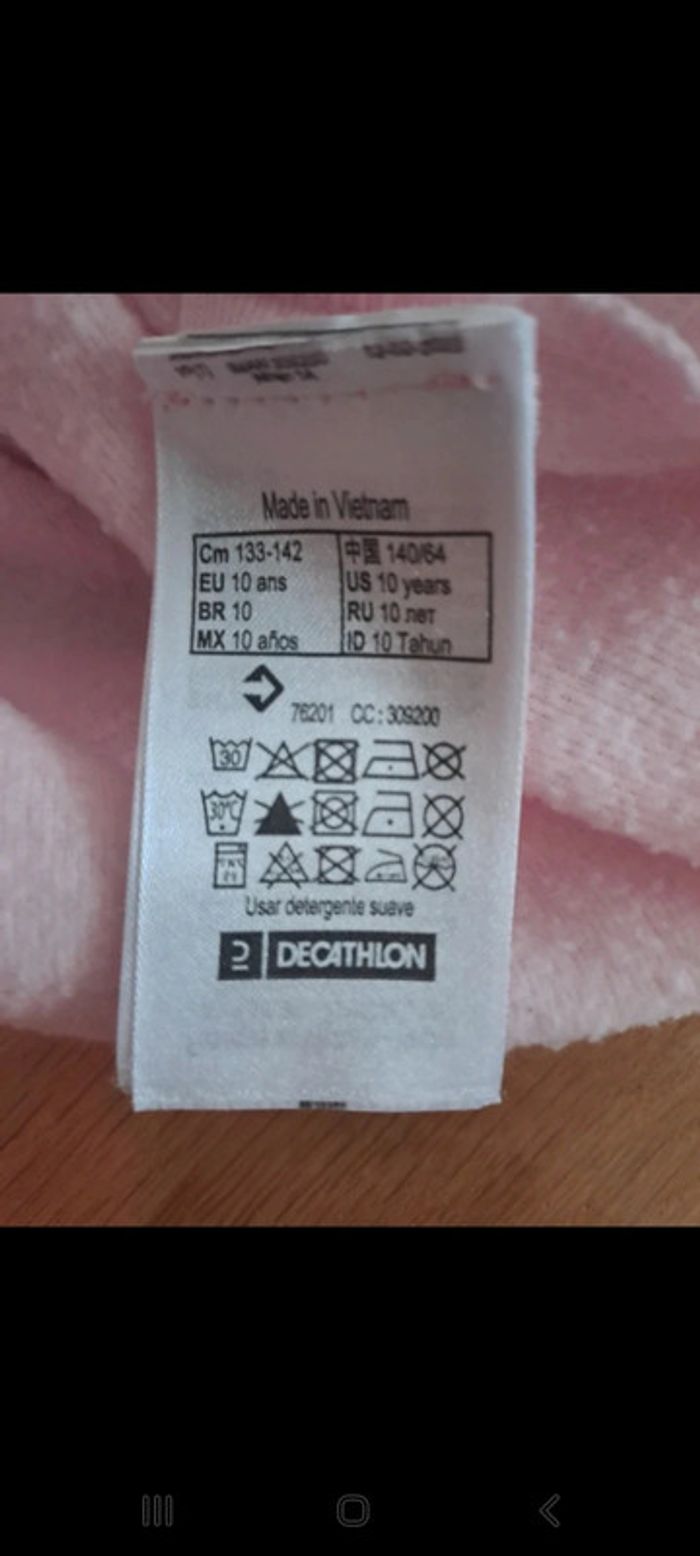 Made in Vietnam
Cm 133-142 中国 140/64
EU 10 ans US 10 years
BR 10 RU 10 лет
MX 10 años ID 10 Tahun
76201 CC : 309200
30
30°C
Usar detergente suave
DECATHLON